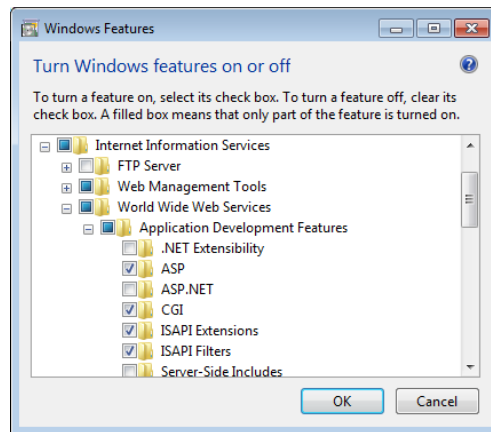 Windows Features
Turn Windows features on or off
To turn a feature on, select its check box. To turn a feature off, clear its
check box. A filled box means that only part of the feature is turned on.
Internet Information Services
FTP Server
Web Management Tools
World Wide Web Services
Application Development Features
.NET Extensibility
ASP
ASP.NET
CGI
ISAPI Extensions
ISAPI Filters
Server-Side Includes
OK Cancel